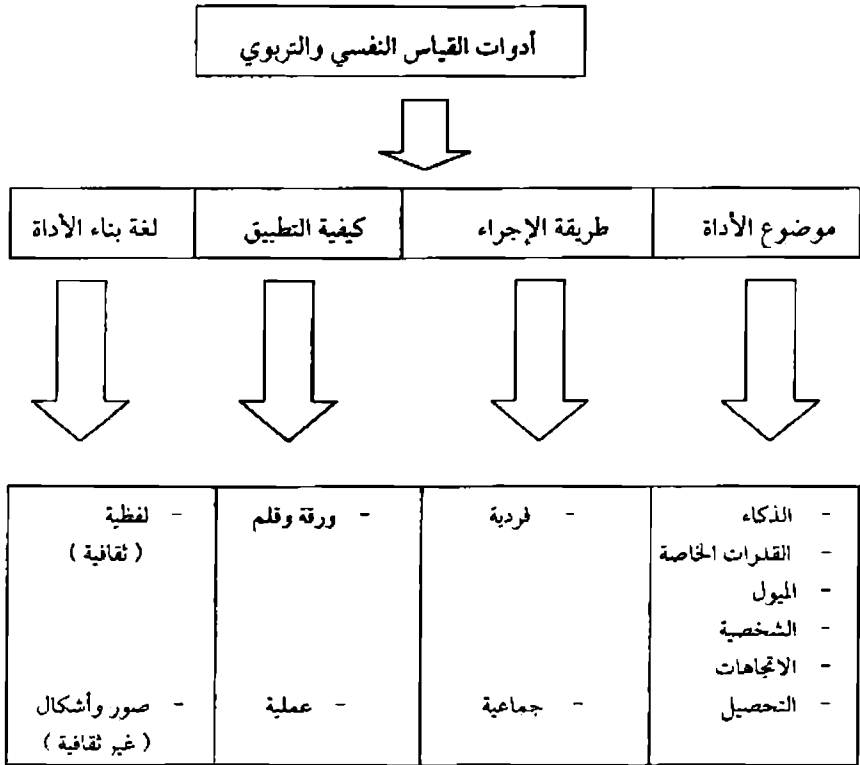 أدوات القياس النفسي والتربوي
موضوع الأداة
طريقة الإجراء
كيفية التطبيق
لغة بناء الأداة
- الذكاء
- القدرات الخاصة
- الميول
- الشخصية
- الاتجاهات
- التحصيل
- فردية
- جماعية
- ورقة وقلم
- عملية
- لفظية
( ثقافية )
- صور وأشكال
( غير ثقافية )